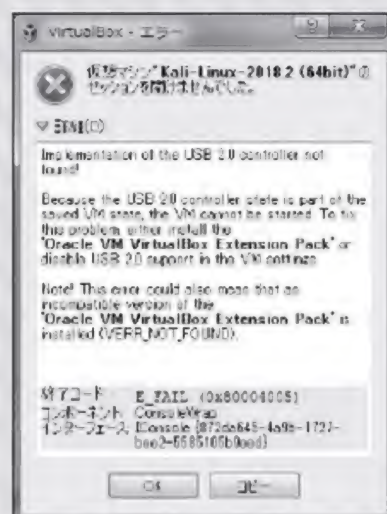 VirtualBox - エラー
仮想マシン"Kali-Linux-2018.2 (64bit)"の
セッションを開けませんでした。
詳細(D)
Implementation of the USB 2.0 controller not
found!
Because the USB 2.0 controller state is part of the
saved VM state, the VM cannot be started. To fix
this problem, either install the
'Oracle VM VirtualBox Extension Pack' or
disable USB 2.0 support in the VM settings.
Note! This error could also mean that an
incompatible version of the
'Oracle VM VirtualBox Extension Pack' is
installed (VERR_NOT_FOUND).
終了コード : E_FAIL (0x80004005)
コンポーネント: ConsoleWrap
インターフェース: IConsole
OK
コピー